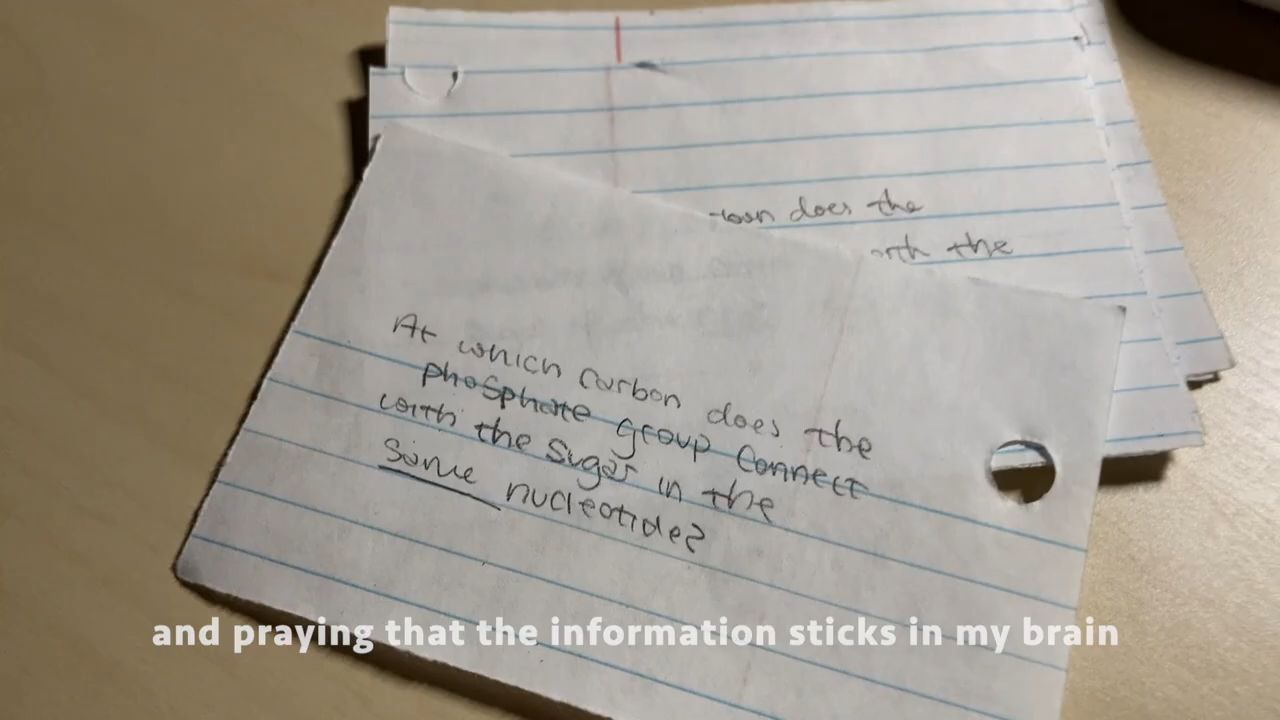 does the
the
At which carbon does the
phosphate group connect
with the sugar in the
same nucleotide?
and praying that the information sticks in my brain